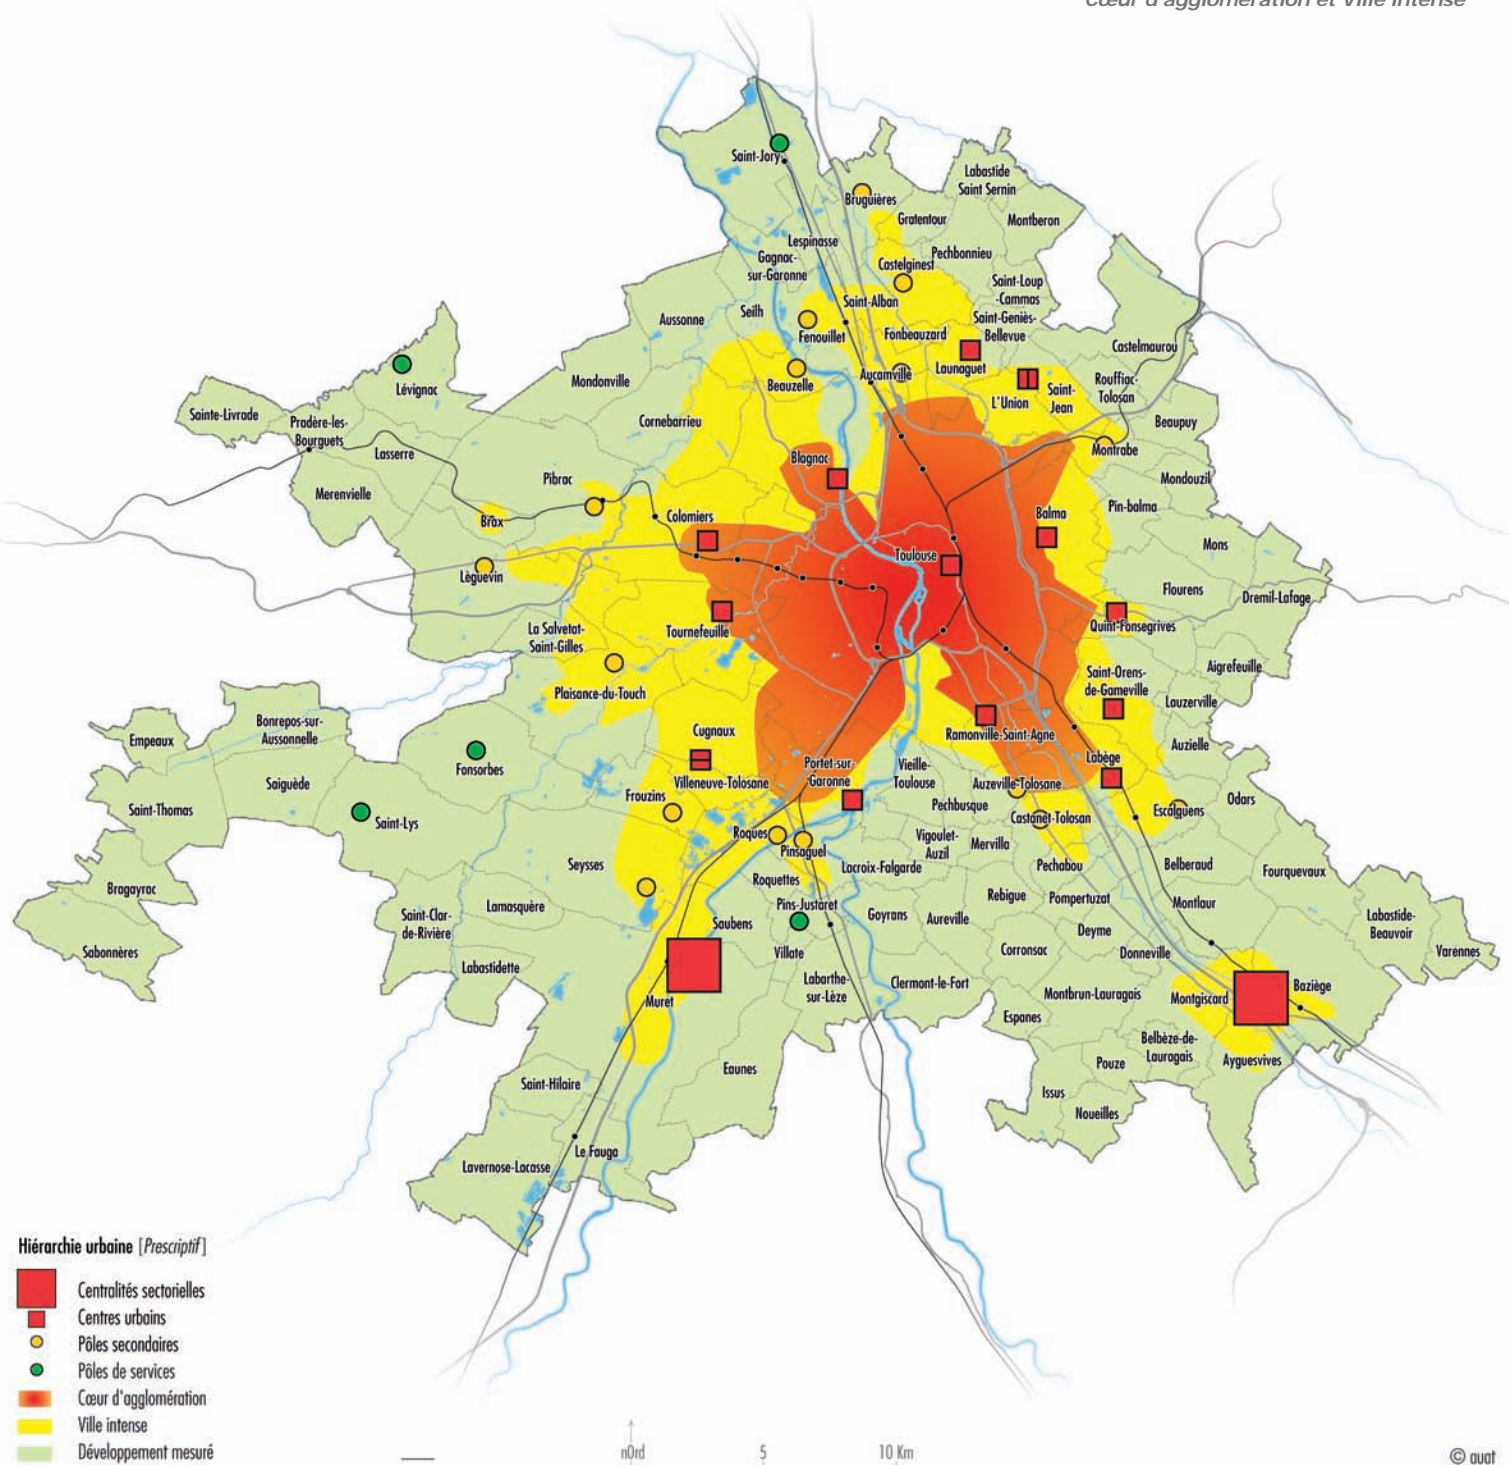 Cœur d'agglomération et Ville intense
Saint-Jory
Bruguières
Labastide
Saint Sernin
Gratentour
Montberon
Lespinasse
Pechbonnieu
Gagnac-
sur-Garonne
Castelginest
Saint-Loup
-Cammas
Saint-Alban
Seilh
Aussonne
Saint-Geniès-
Bellevue
Fenouillet
Fonbeauzard
Castelmaurou
Launaguet
Aucamville
Mondonville
Beauzelle
Lévignac
L'Union
Saint-
Jean
Rouffiac-
Tolosan
Sainte-Livrade
Pradère-les-
Bourguets
Cornebarrieu
Beaupuy
Lasserre
Montrabe
Blagnac
Pibrac
Mondouzil
Merenvielle
Pin-balma
Brax
Colomiers
Balma
Mons
Toulouse
Lèguevin
Flourens
Dremil-Lafage
La Salvetat-
Saint-Gilles
Tournefeuille
Quint-Fonsegrives
Aigrefeuille
Saint-Orens-
de-Gameville
Plaisance-du-Touch
Lauzerville
Bonrepos-sur-
Aussonnelle
Empeaux
Cugnaux
Ramonville-Saint-Agne
Auzielle
Fonsorbes
Labège
Portet-sur-
Garonne
Vieille-
Toulouse
Saiguède
Villeneuve-Tolosane
Auzeville-Tolosane
Frouzins
Pechbusque
Odars
Saint-Thomas
Saint-Lys
Castanet-Tolosan
Escalquens
Roques
Vigoulet-
Auzil
Mervilla
Pinsaguel
Seysses
Lacroix-Falgarde
Pechabou
Belberaud
Fourquevaux
Roquettes
Bragayrac
Rebigue
Pompertuzat
Lamasquère
Pins-Justaret
Montlaur
Saint-Clar-
de-Rivière
Goyrans
Aureville
Labastide-
Beauvoir
Saubens
Deyme
Sabonnères
Villate
Corronsac
Donneville
Varennes
Labastidette
Labarthe-
sur-Lèze
Clermont-le-Fort
Baziège
Montbrun-Lauragais
Montgiscard
Muret
Espanes
Belbèze-de-
Lauragais
Ayguesvives
Eaunes
Pouze
Saint-Hilaire
Issus
Noueilles
Le Fauga
Lavernose-Lacasse
Hiérarchie urbaine [Prescriptif]
Centralités sectorielles
Centres urbains
Pôles secondaires
Pôles de services
Cœur d'agglomération
Ville intense
Développement mesuré
nOrd
5
10 Km
© auat